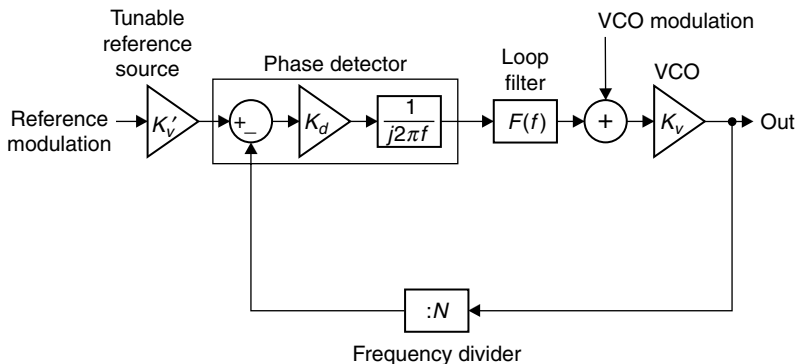 Tunable
reference
source
VCO modulation
Phase detector
Loop
filter
VCO
Reference
modulation
K′v
+
−
Kd
1
j2πf
F(f)
+
Kv
Out
:N
Frequency divider